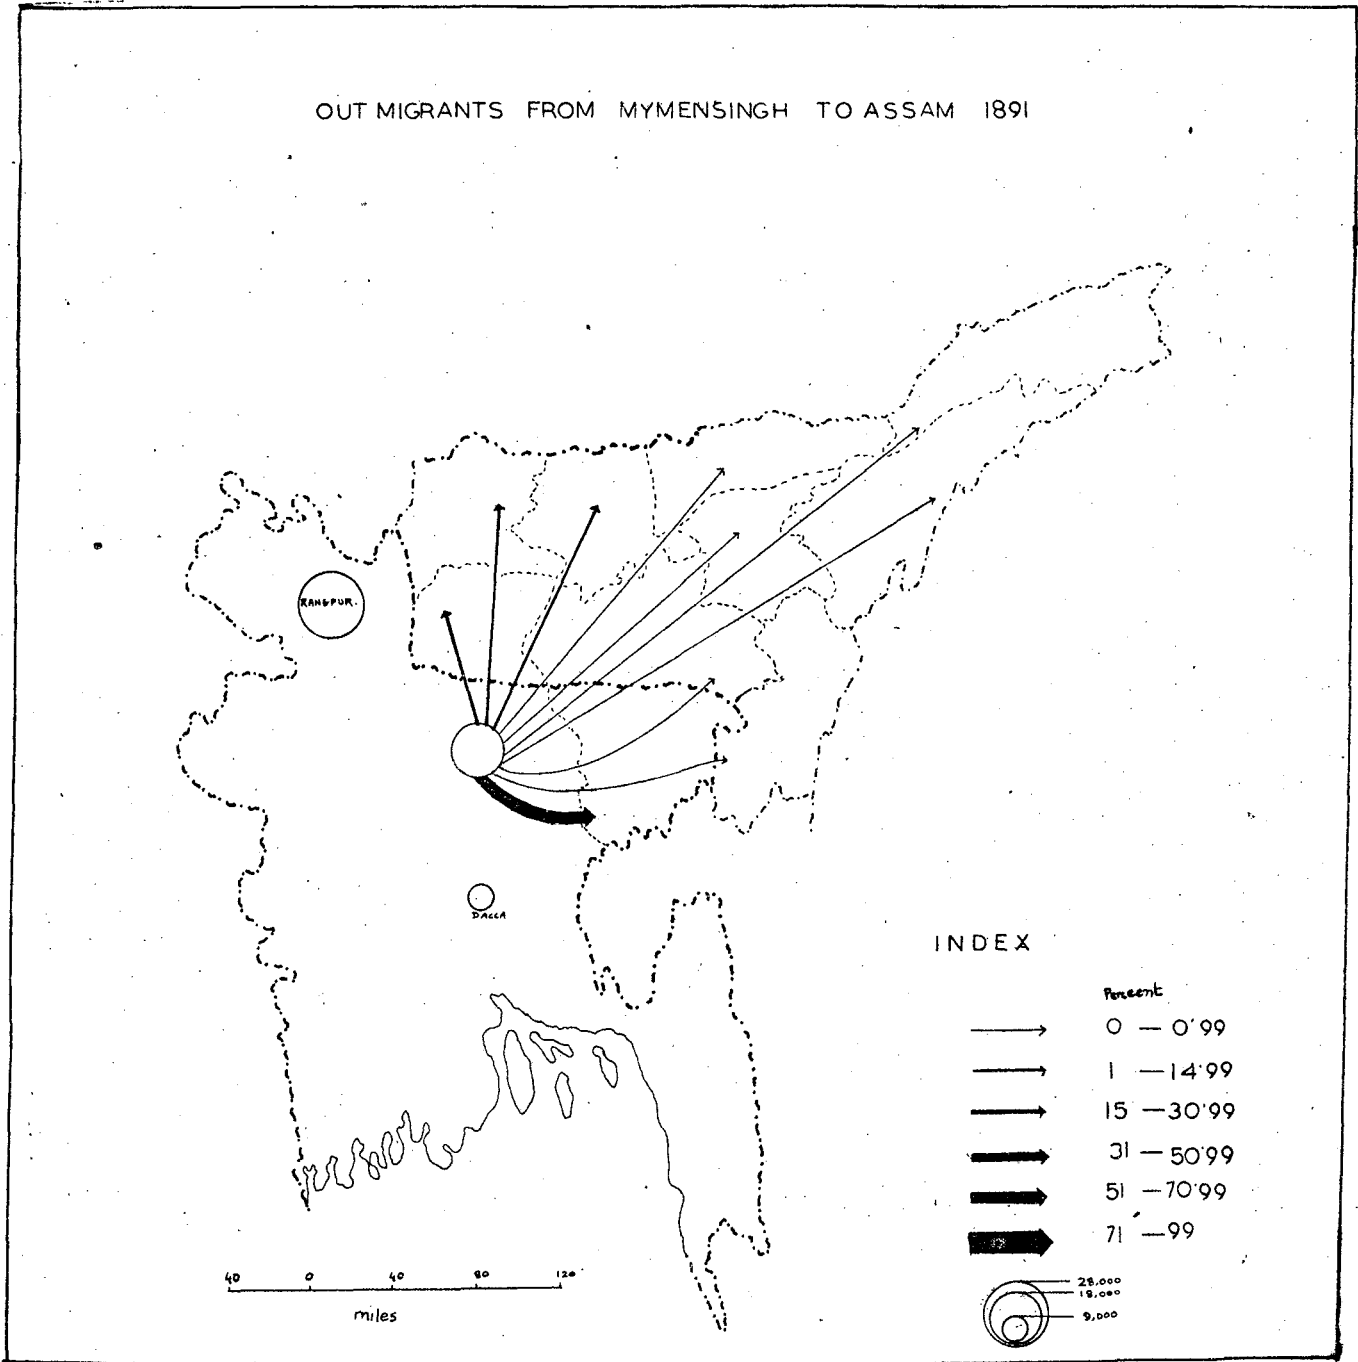 OUT MIGRANTS FROM MYMENSINGH TO ASSAM 1891
RANGPUR.
DACCA
INDEX
Percent
0 — 0'99
1 — 14'99
15 — 30'99
31 — 50'99
51 — 70'99
71 — 99
28,000
18,000
9,000
40 0 40 80 120
miles